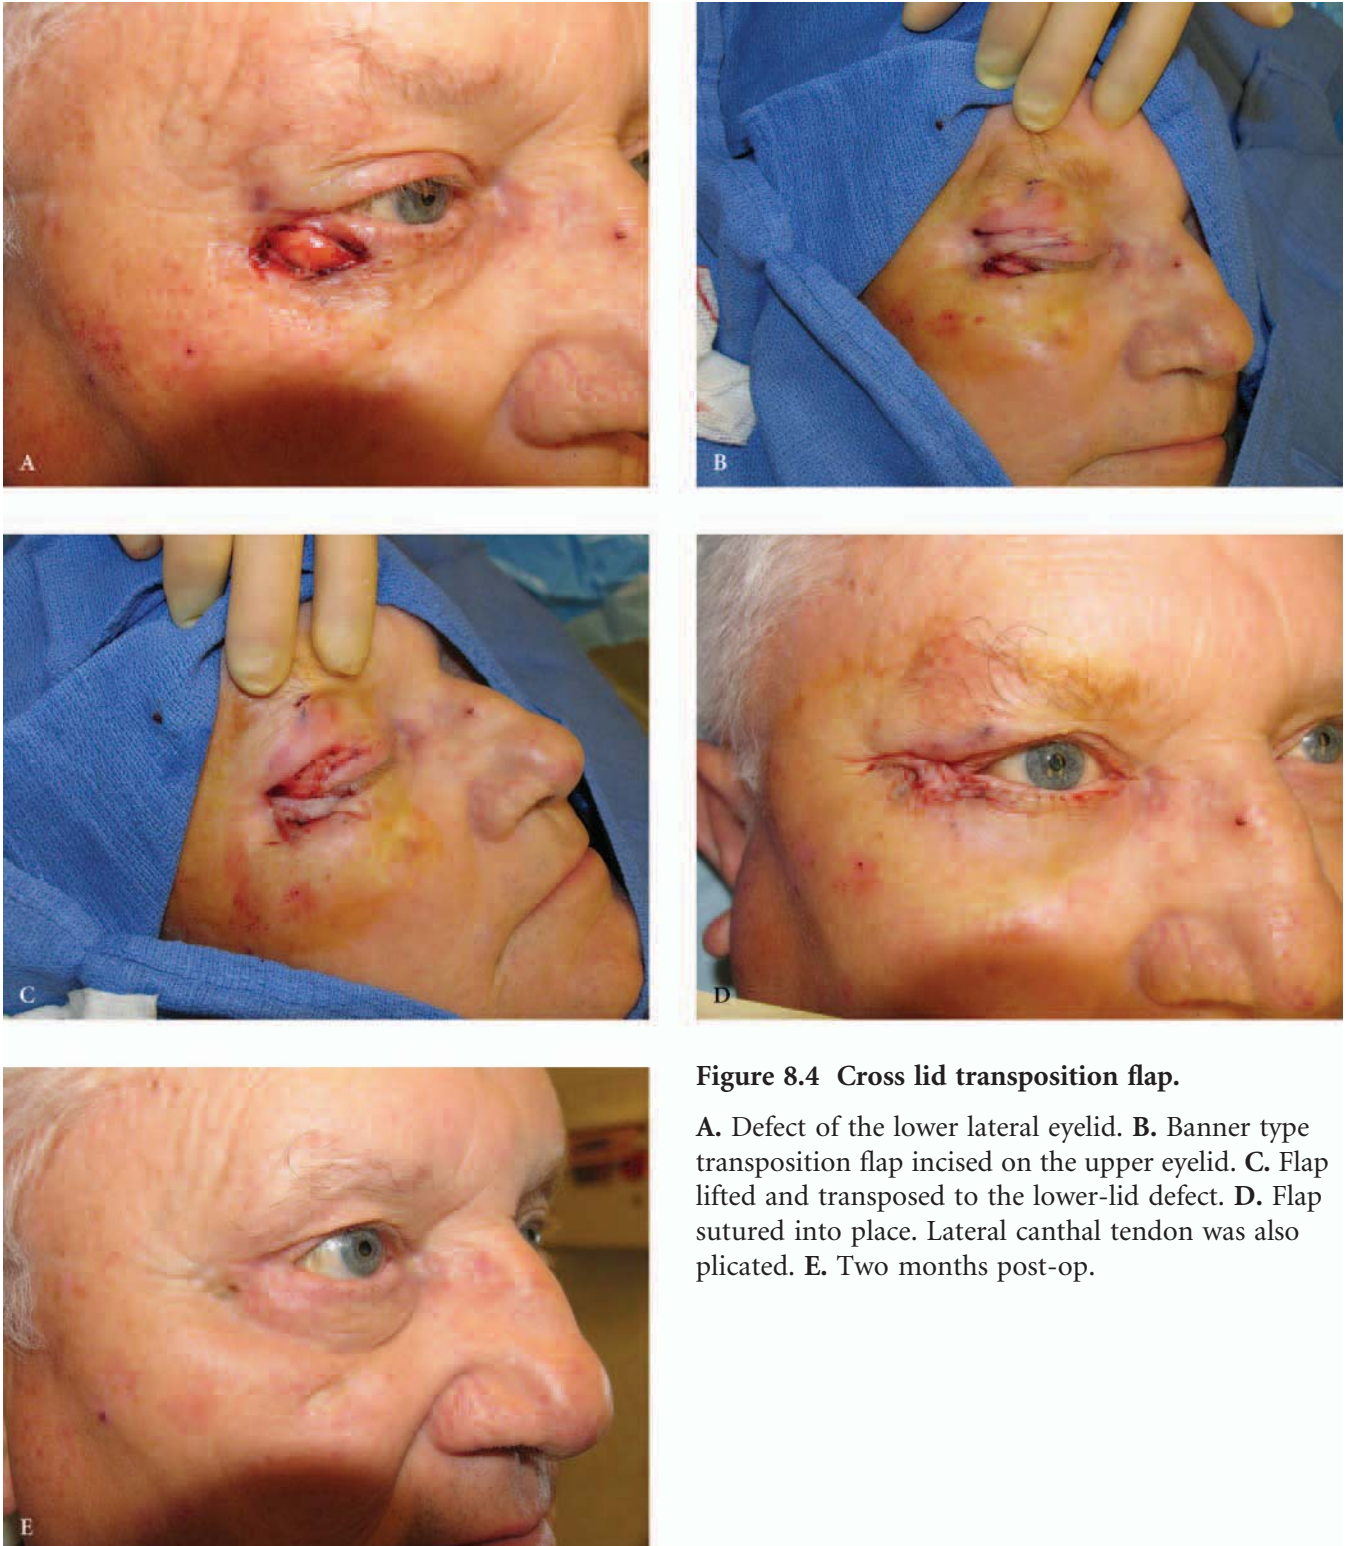 A
B
C
D
E
Figure 8.4 Cross lid transposition flap.
A. Defect of the lower lateral eyelid. B. Banner type
transposition flap incised on the upper eyelid. C. Flap
lifted and transposed to the lower-lid defect. D. Flap
sutured into place. Lateral canthal tendon was also
plicated. E. Two months post-op.